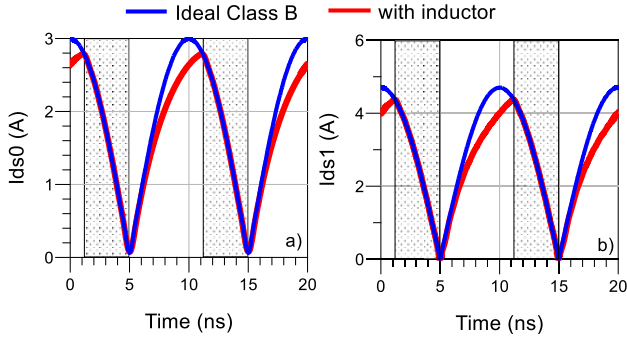 Ideal Class B with inductor
3
2
1
0
Ids0 (A)
a)
0 5 10 15 20
Time (ns)
6
4
2
0
Ids1 (A)
b)
0 5 10 15 20
Time (ns)